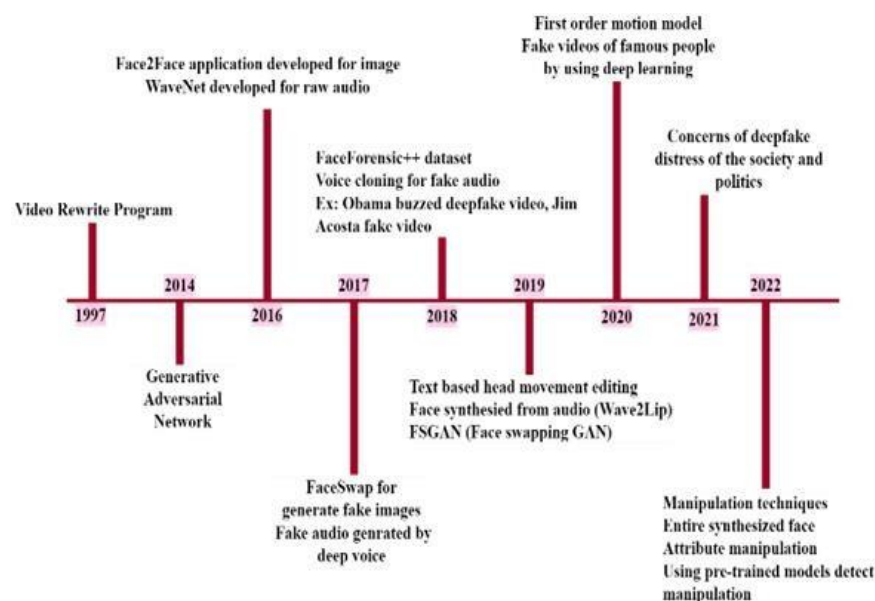 First order motion model
Fake videos of famous people
by using deep learning
Face2Face application developed for image
WaveNet developed for raw audio
Concerns of deepfake
distress of the society and
politics
FaceForensic++ dataset
Voice cloning for fake audio
Ex: Obama buzzed deepfake video, Jim
Acosta fake video
Video Rewrite Program
2014
2017
2019
2022
1997
2016
2018
2020
2021
Generative
Adversarial
Network
Text based head movement editing
Face synthesied from audio (Wave2Lip)
FSGAN (Face swapping GAN)
FaceSwap for
generate fake images
Fake audio genrated by
deep voice
Manipulation techniques
Entire synthesized face
Attribute manipulation
Using pre-trained models detect
manipulation